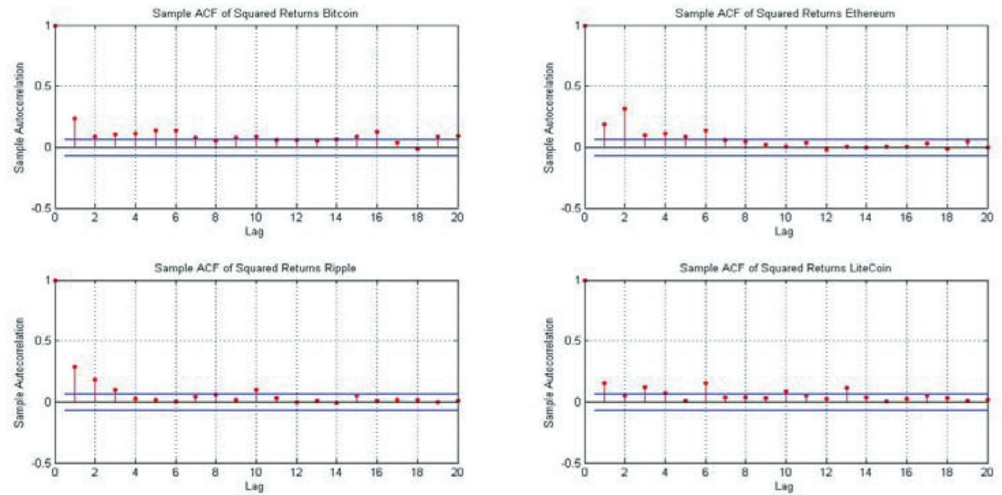 Sample ACF of Squared Returns Bitcoin
1
0.5
0
-0.5
Sample Autocorrelation
0 2 4 6 8 10 12 14 16 18 20
Lag
Sample ACF of Squared Returns Ethereum
1
0.5
0
-0.5
Sample Autocorrelation
0 2 4 6 8 10 12 14 16 18 20
Lag
Sample ACF of Squared Returns Ripple
1
0.5
0
-0.5
Sample Autocorrelation
0 2 4 6 8 10 12 14 16 18 20
Lag
Sample ACF of Squared Returns LiteCoin
1
0.5
0
-0.5
Sample Autocorrelation
0 2 4 6 8 10 12 14 16 18 20
Lag